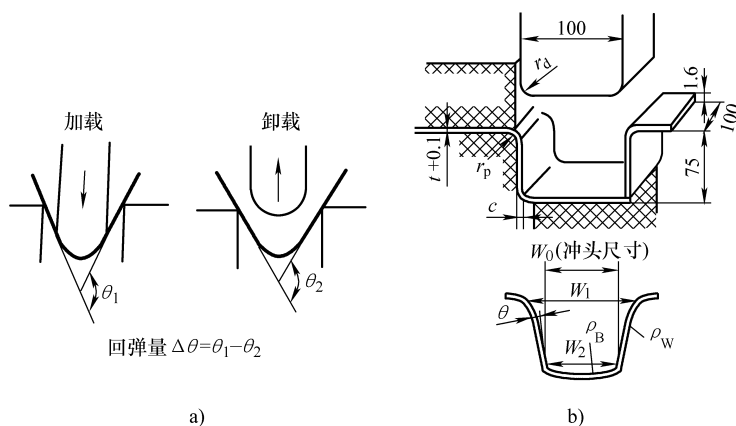 加载
卸载
θ1
θ2
回弹量 Δθ=θ1−θ2
a)
100
rd
1.6
100
t+0.1
rp
75
c
W0(冲头尺寸)
W1
θ
ρB
W2
ρW
b)